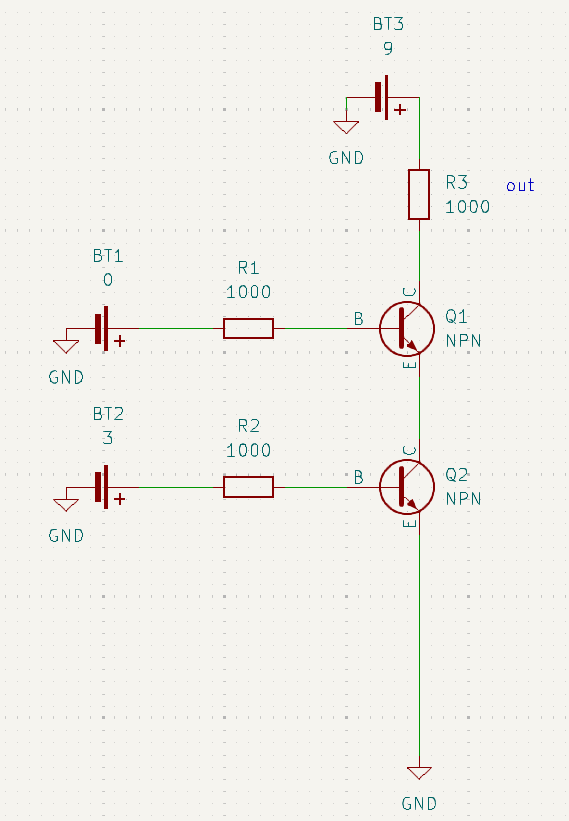 BT3
9
+
GND
R3
1000
out
BT1
0
+
GND
R1
1000
B
C
E
Q1
NPN
BT2
3
+
GND
R2
1000
B
C
E
Q2
NPN
GND